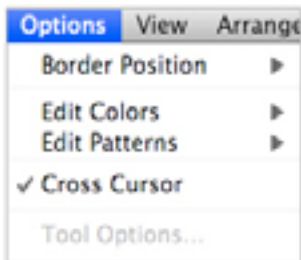 Options View Arrange
Border Position
Edit Colors
Edit Patterns
✓ Cross Cursor
Tool Options...